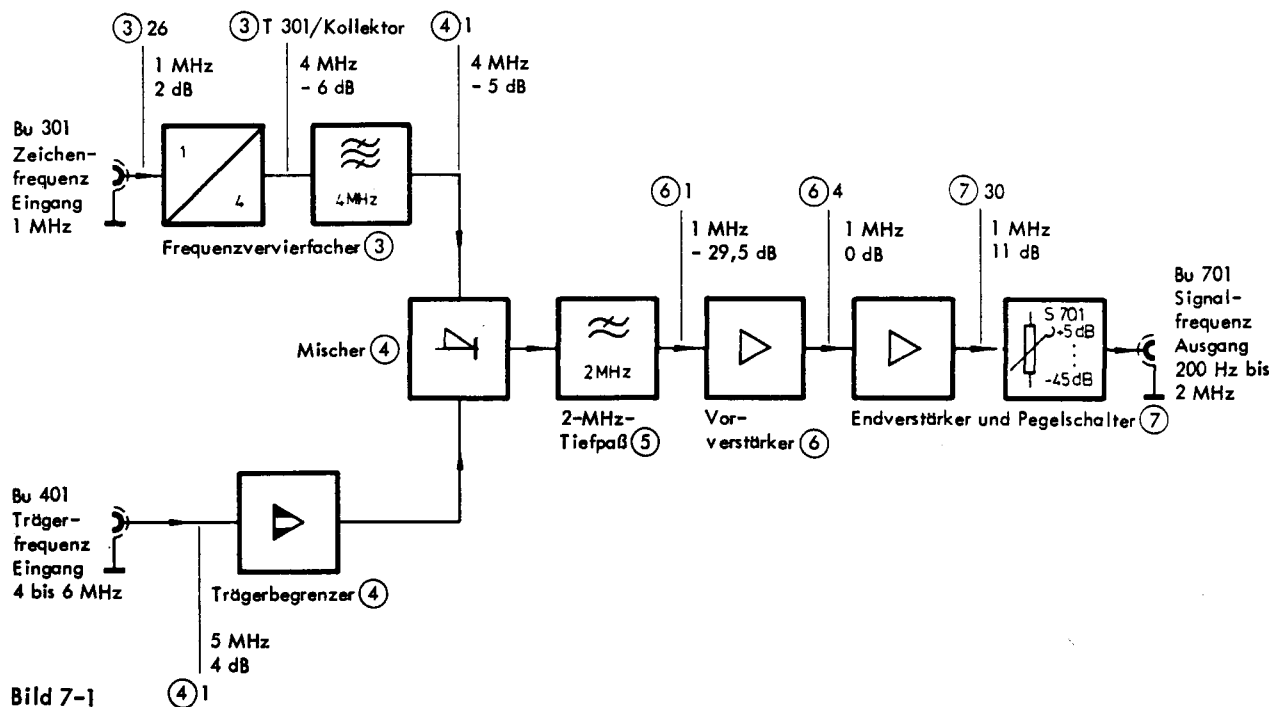 ③ 26
1 MHz
2 dB
③ T 301/Kollektor
4 MHz
- 6 dB
④ 1
4 MHz
- 5 dB
Bu 301
Zeichen-
frequenz
Eingang
1 MHz
1
4
4MHz
Frequenzvervierfacher ③
Mischer ④
⑥ 1
1 MHz
- 29,5 dB
⑥ 4
1 MHz
0 dB
⑦ 30
1 MHz
11 dB
2MHz
2-MHz-
Tiefpaß ⑤
Vor-
verstärker ⑥
S 701
+5 dB
-45 dB
Endverstärker und Pegelschalter ⑦
Bu 701
Signal-
frequenz
Ausgang
200 Hz bis
2 MHz
Bu 401
Träger-
frequenz
Eingang
4 bis 6 MHz
Trägerbegrenzer ④
5 MHz
4 dB
④ 1
Bild 7-1